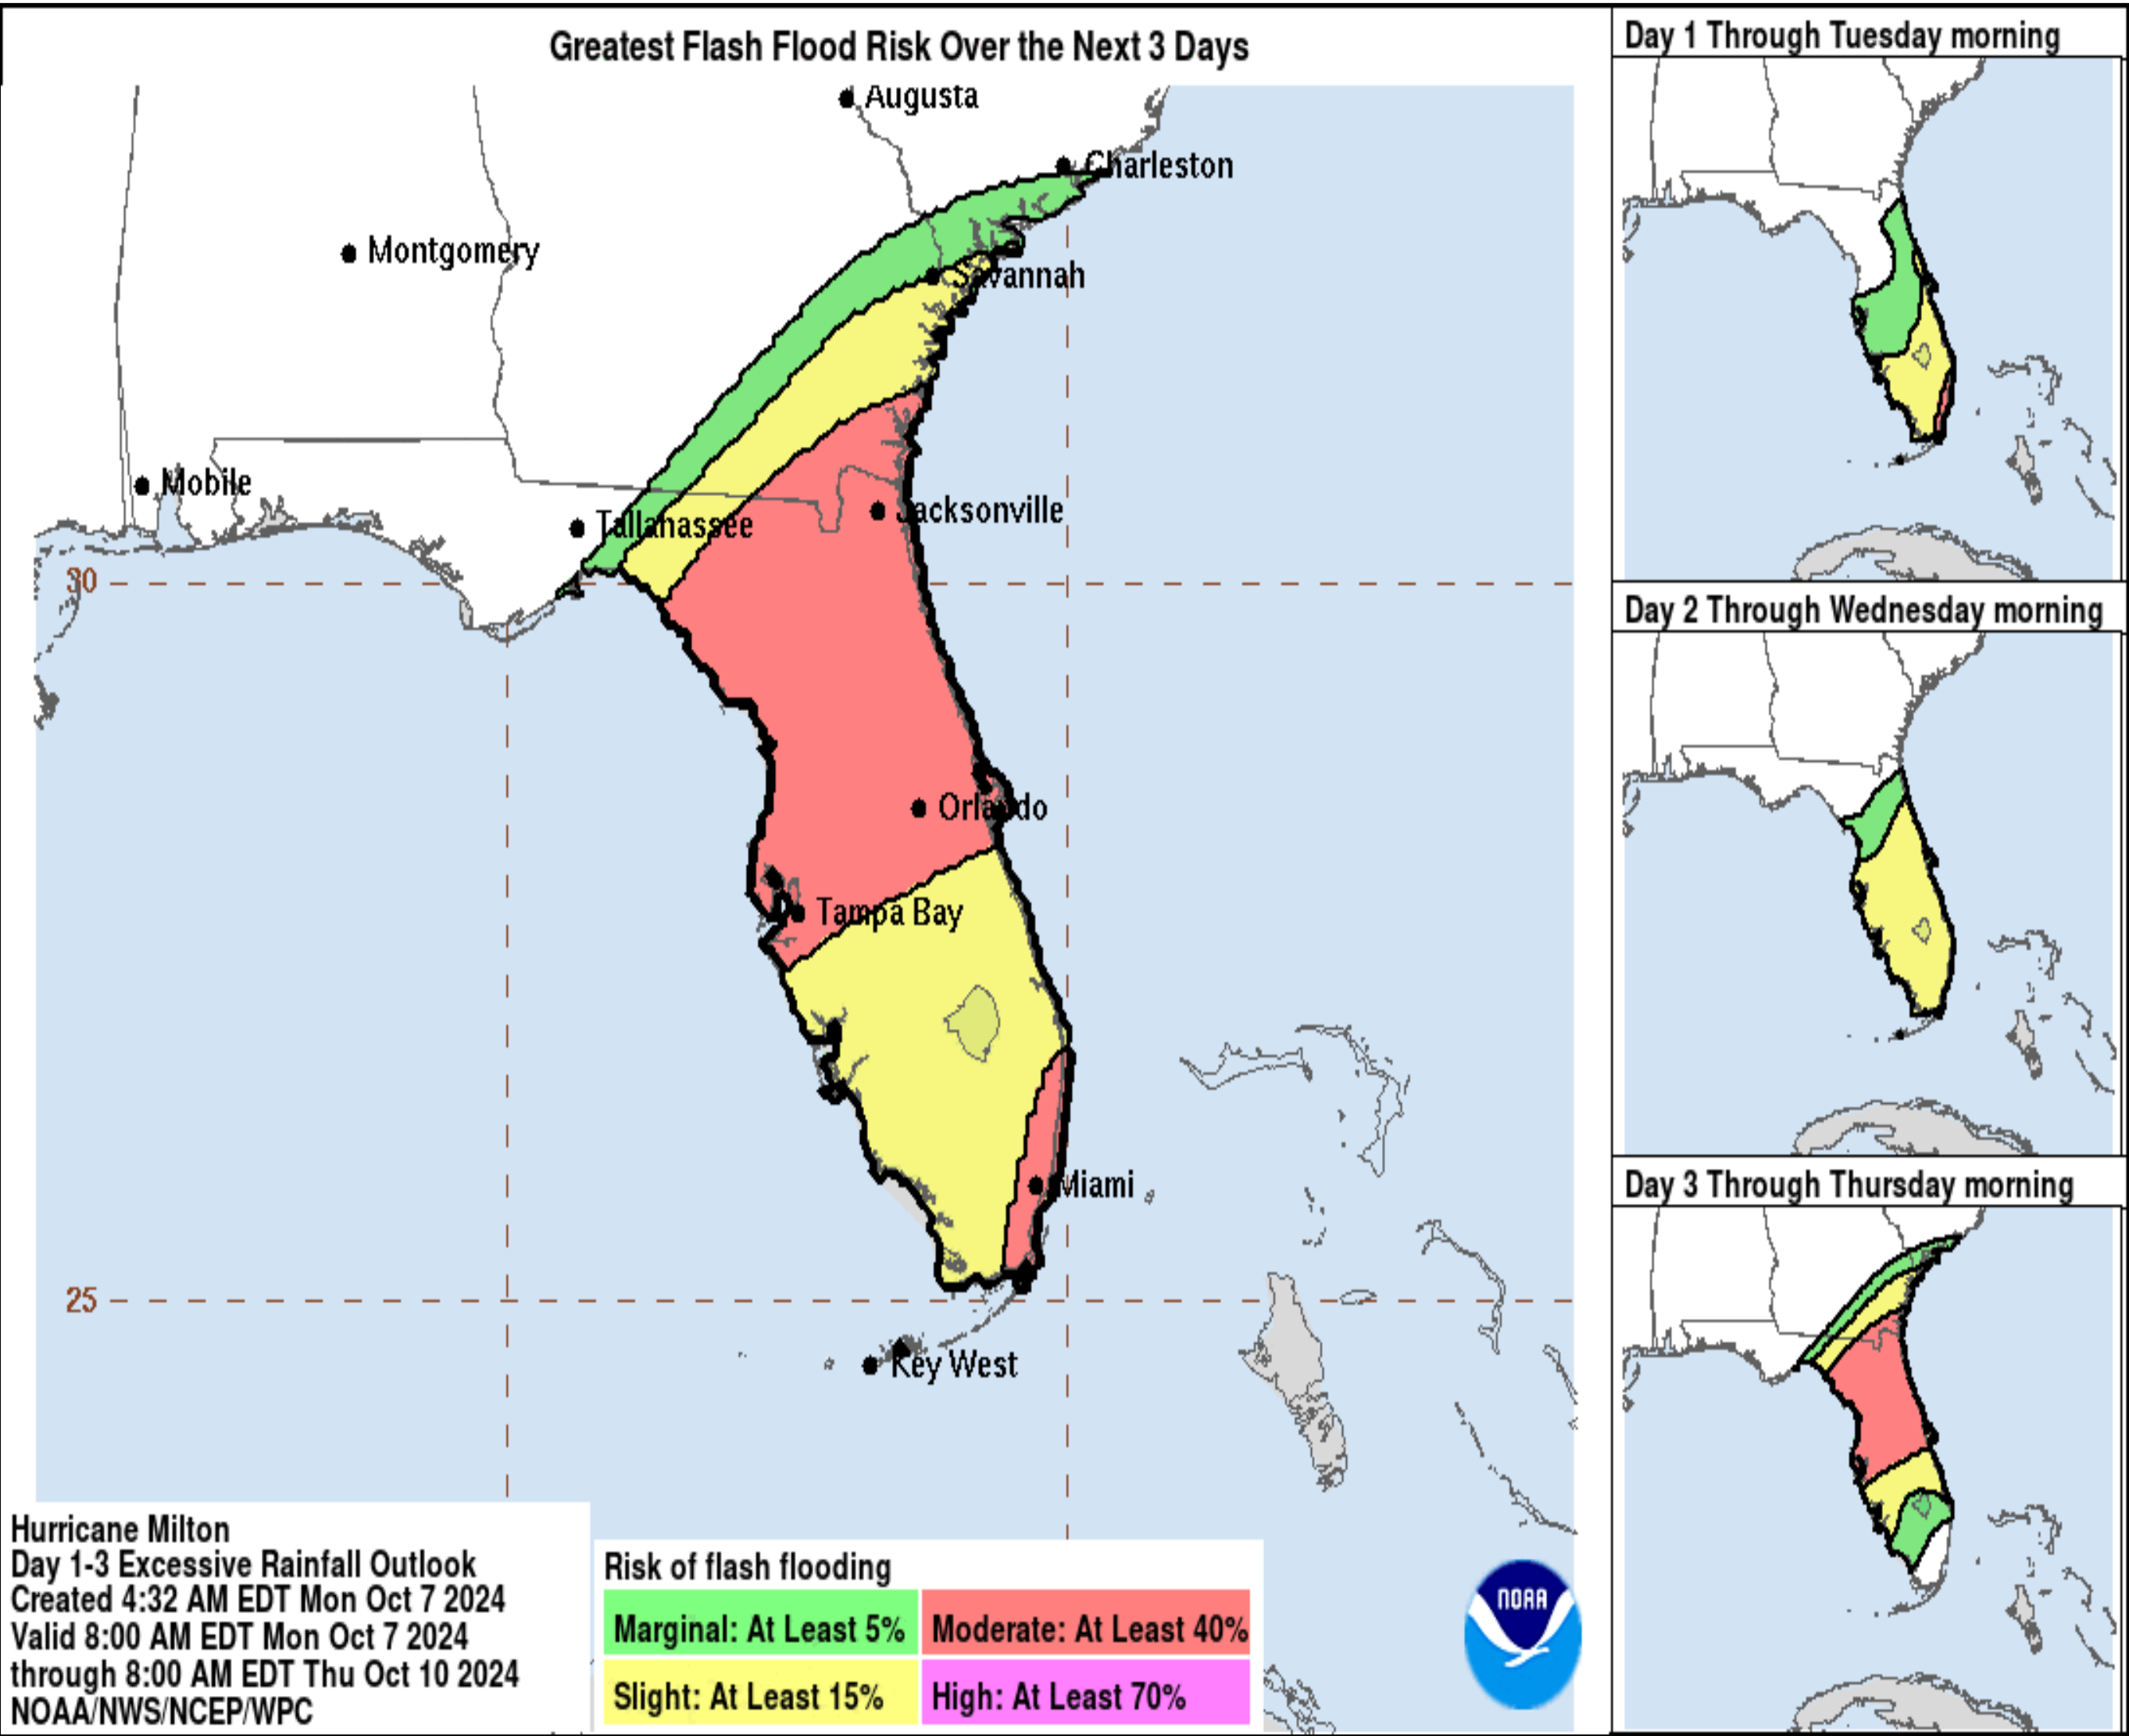 Greatest Flash Flood Risk Over the Next 3 Days
Augusta
Charleston
Montgomery
Savannah
Mobile
Tallahassee
Jacksonville
30
Orlando
Tampa Bay
Miami
25
Key West
Hurricane Milton
Day 1-3 Excessive Rainfall Outlook
Created 4:32 AM EDT Mon Oct 7 2024
Valid 8:00 AM EDT Mon Oct 7 2024
through 8:00 AM EDT Thu Oct 10 2024
NOAA/NWS/NCEP/WPC
Risk of flash flooding
Marginal: At Least 5%
Moderate: At Least 40%
Slight: At Least 15%
High: At Least 70%
NOAA
Day 1 Through Tuesday morning
Day 2 Through Wednesday morning
Day 3 Through Thursday morning